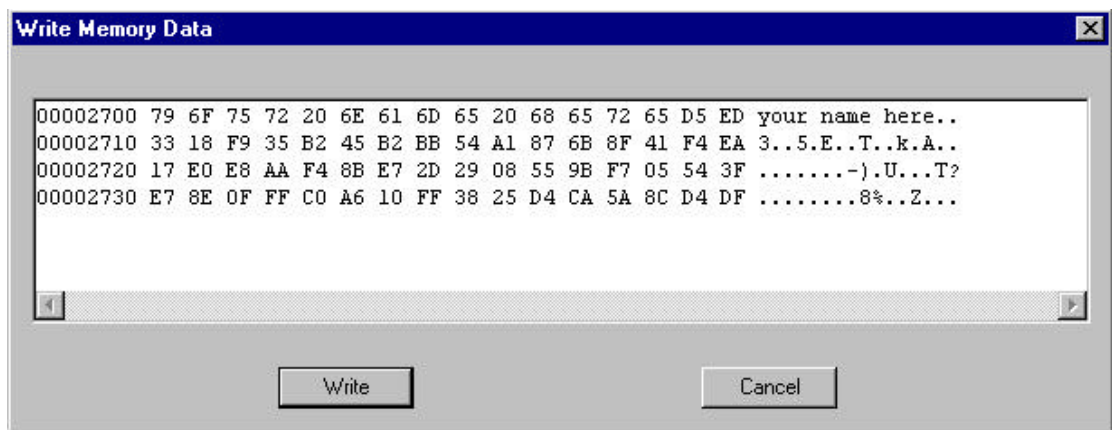 Write Memory Data
00002700 79 6F 75 72 20 6E 61 6D 65 20 68 65 72 65 D5 ED your name here..
00002710 33 18 F9 35 B2 45 B2 BB 54 A1 87 6B 8F 41 F4 EA 3..5.E..T..k.A..
00002720 17 E0 E8 AA F4 8B E7 2D 29 08 55 9B F7 05 54 3F .......-).U...T?
00002730 E7 8E 0F FF C0 A6 10 FF 38 25 D4 CA 5A 8C D4 DF ........8%..Z...
Write Cancel